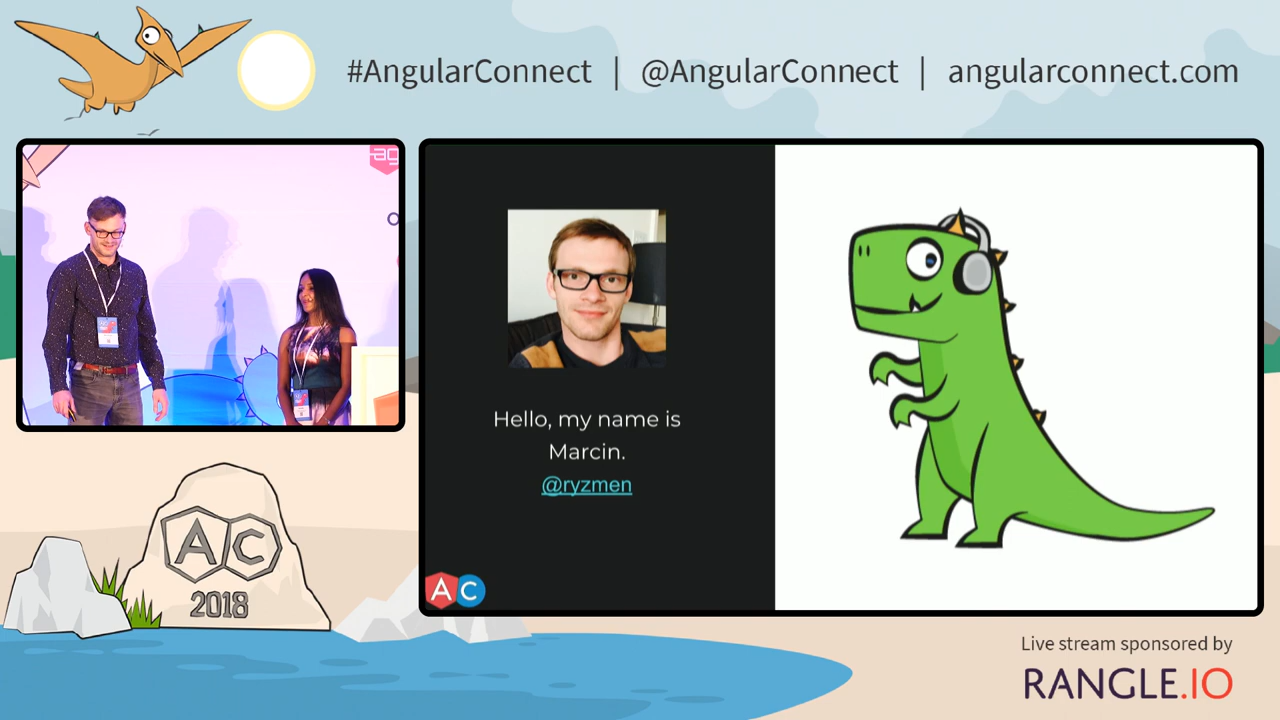 #AngularConnect | @AngularConnect | angularconnect.com
ag
Hello, my name is
Marcin.
@ryzmen
AC
AC
2018
Live stream sponsored by
RANGLE.IO